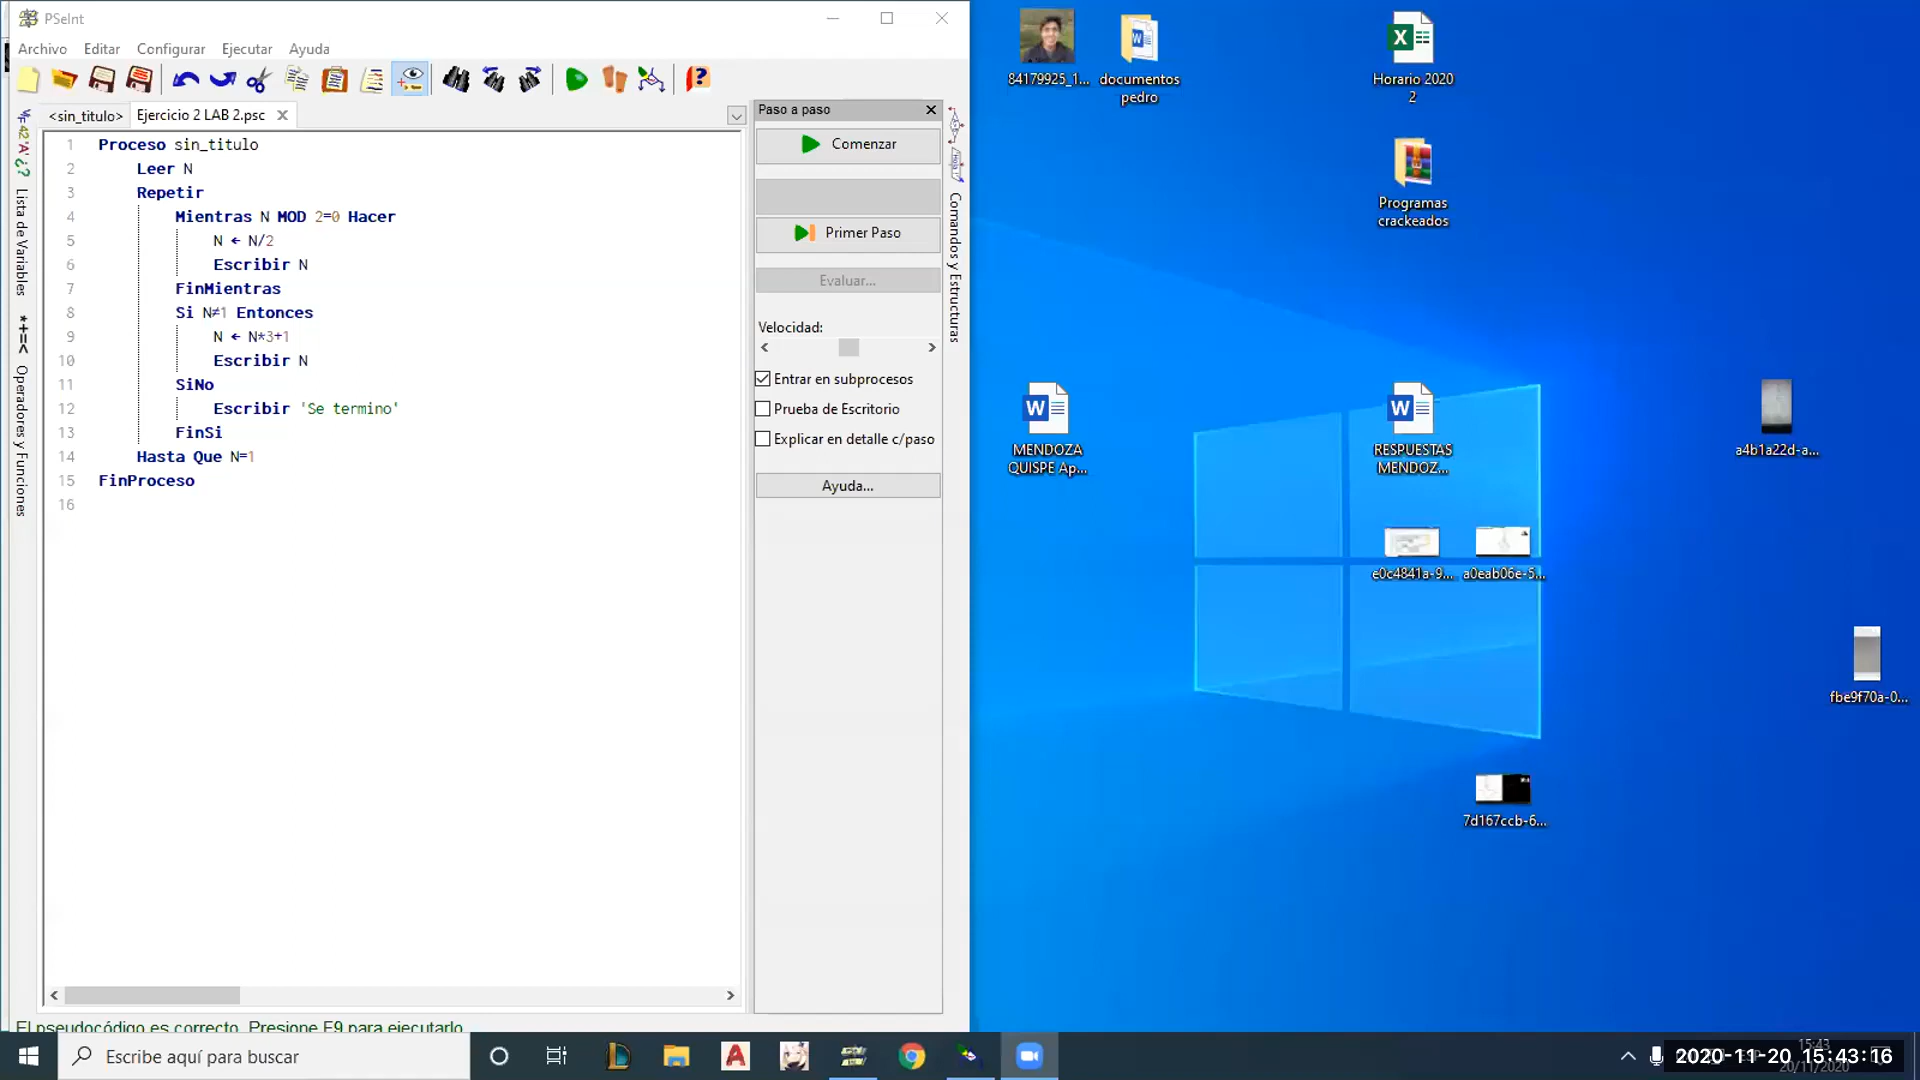 PSeInt
Archivo Editar Configurar Ejecutar Ayuda
<sin_titulo> Ejercicio 2 LAB 2.psc
1 Proceso sin_titulo
2 Leer N
3 Repetir
4 Mientras N MOD 2=0 Hacer
5 N ← N/2
6 Escribir N
7 FinMientras
8 Si N≠1 Entonces
9 N ← N*3+1
10 Escribir N
11 SiNo
12 Escribir 'Se termino'
13 FinSi
14 Hasta Que N=1
15 FinProceso
16
Lista de Variables
Operadores y Funciones
El pseudocódigo es correcto. Presione F9 para ejecutarlo.
Paso a paso
Comenzar
Primer Paso
Evaluar...
Velocidad:
Entrar en subprocesos
Prueba de Escritorio
Explicar en detalle c/paso
Ayuda...
Comandos y Estructuras
84179925_1...
documentos
pedro
Horario 2020
2
Programas
crackeados
MENDOZA
QUISPE Ap...
RESPUESTAS
MENDOZ...
a4b1a22d-a...
e0c4841a-9...
a0eab06e-5...
fbe9f70a-0...
7d167ccb-6...
Escribe aquí para buscar
15:43
20/11/2020
2020-11-20 15:43:16